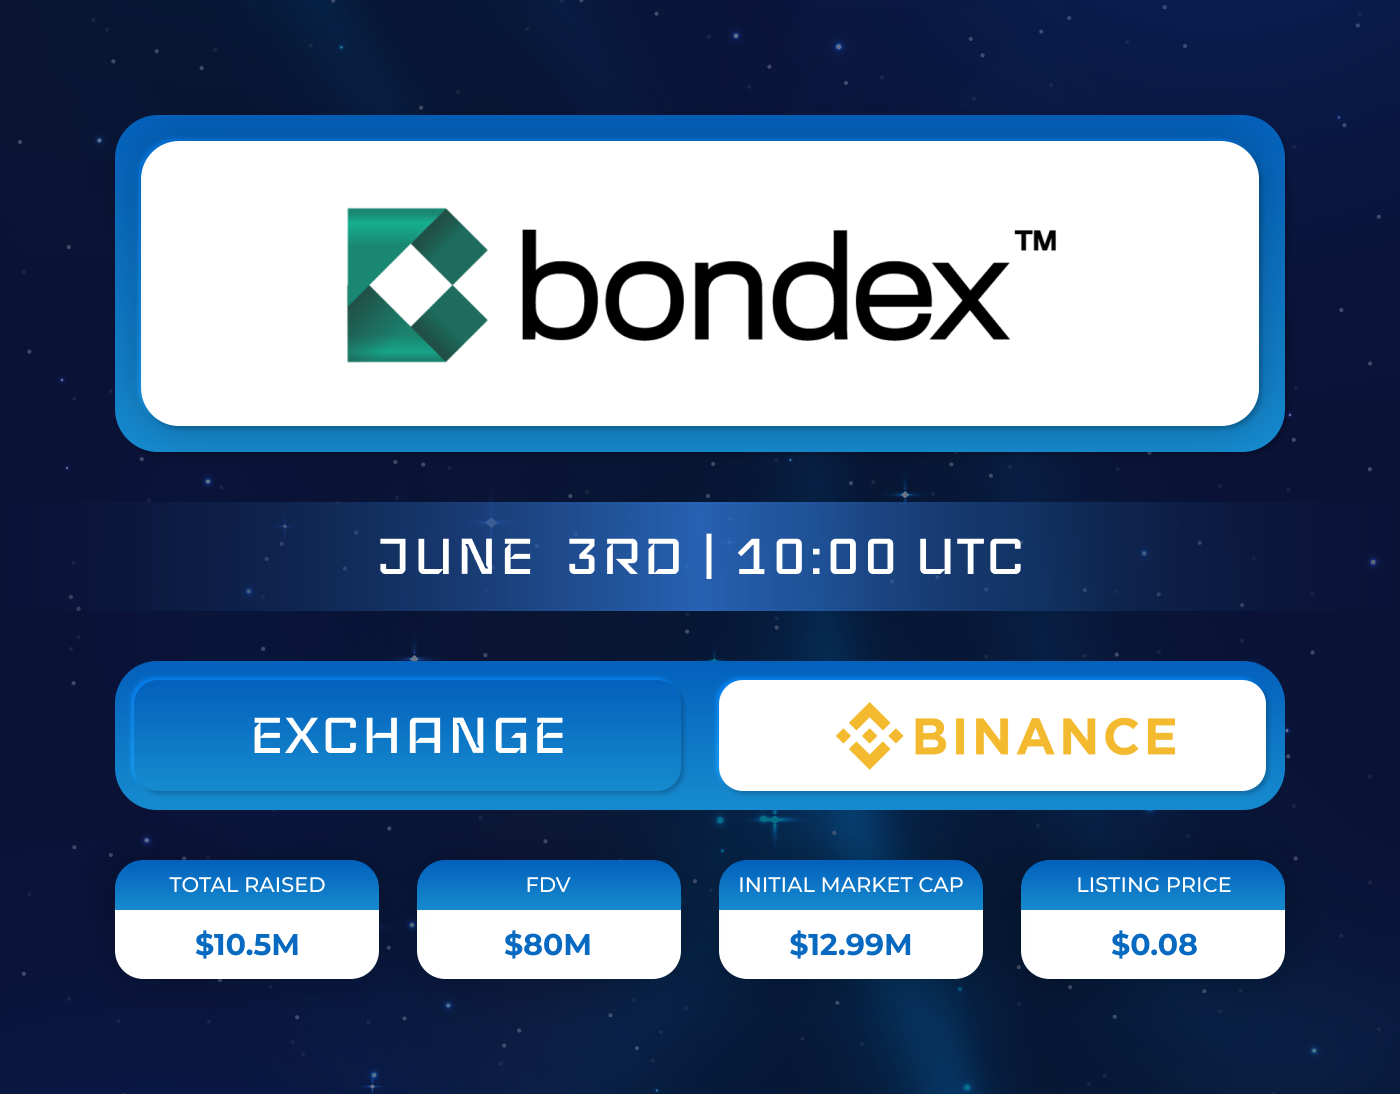 bondex™
JUNE 3RD | 10:00 UTC
EXCHANGE
BINANCE
TOTAL RAISED
$10.5M
FDV
$80M
INITIAL MARKET CAP
$12.99M
LISTING PRICE
$0.08